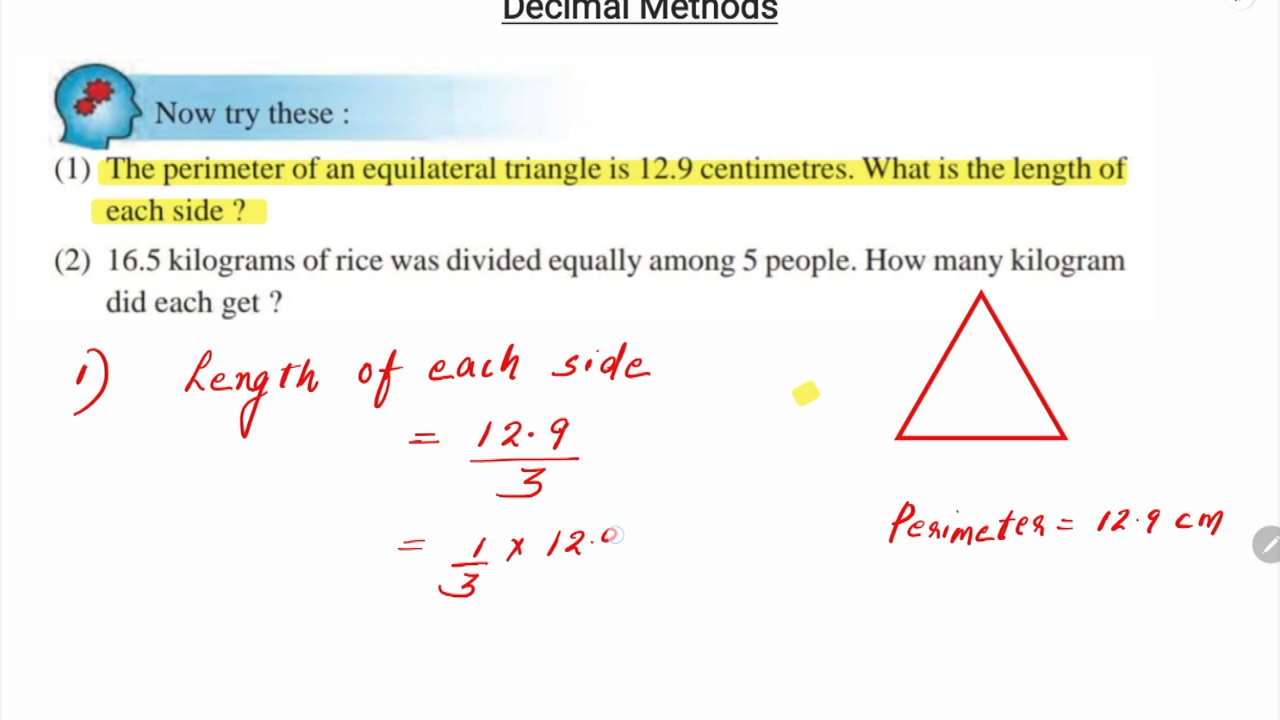 Decimal Methods
Now try these :
(1) The perimeter of an equilateral triangle is 12.9 centimetres. What is the length of
each side ?
(2) 16.5 kilograms of rice was divided equally among 5 people. How many kilogram
did each get ?
1) Length of each side
= 12.9
3
= 1/3 × 12.9
Perimeter = 12.9 cm